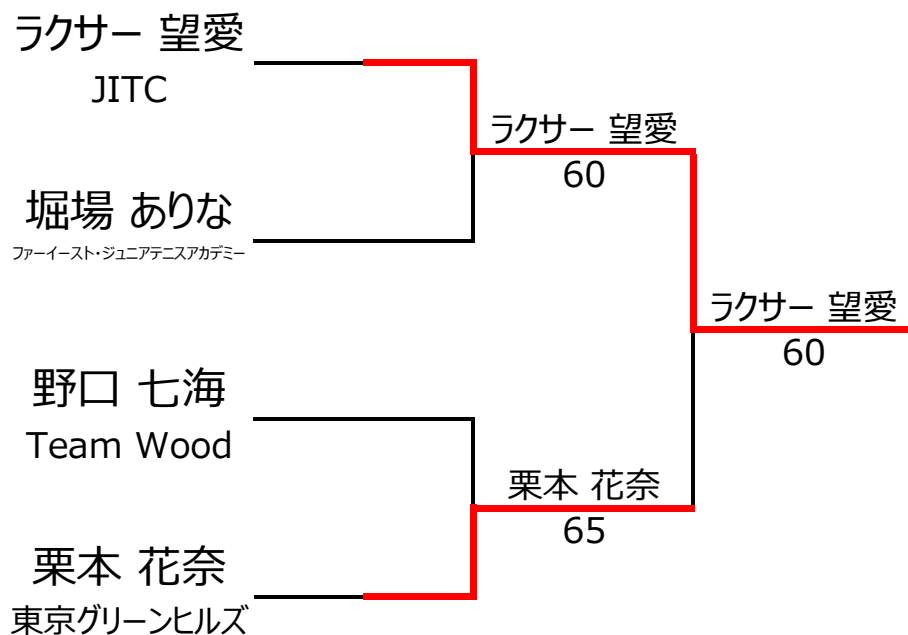 ラクサー 望愛
JITC
ラクサー 望愛
60
堀場 ありな
ファーイースト・ジュニアテニスアカデミー
ラクサー 望愛
60
野口 七海
Team Wood
栗本 花奈
65
栗本 花奈
東京グリーンヒルズ